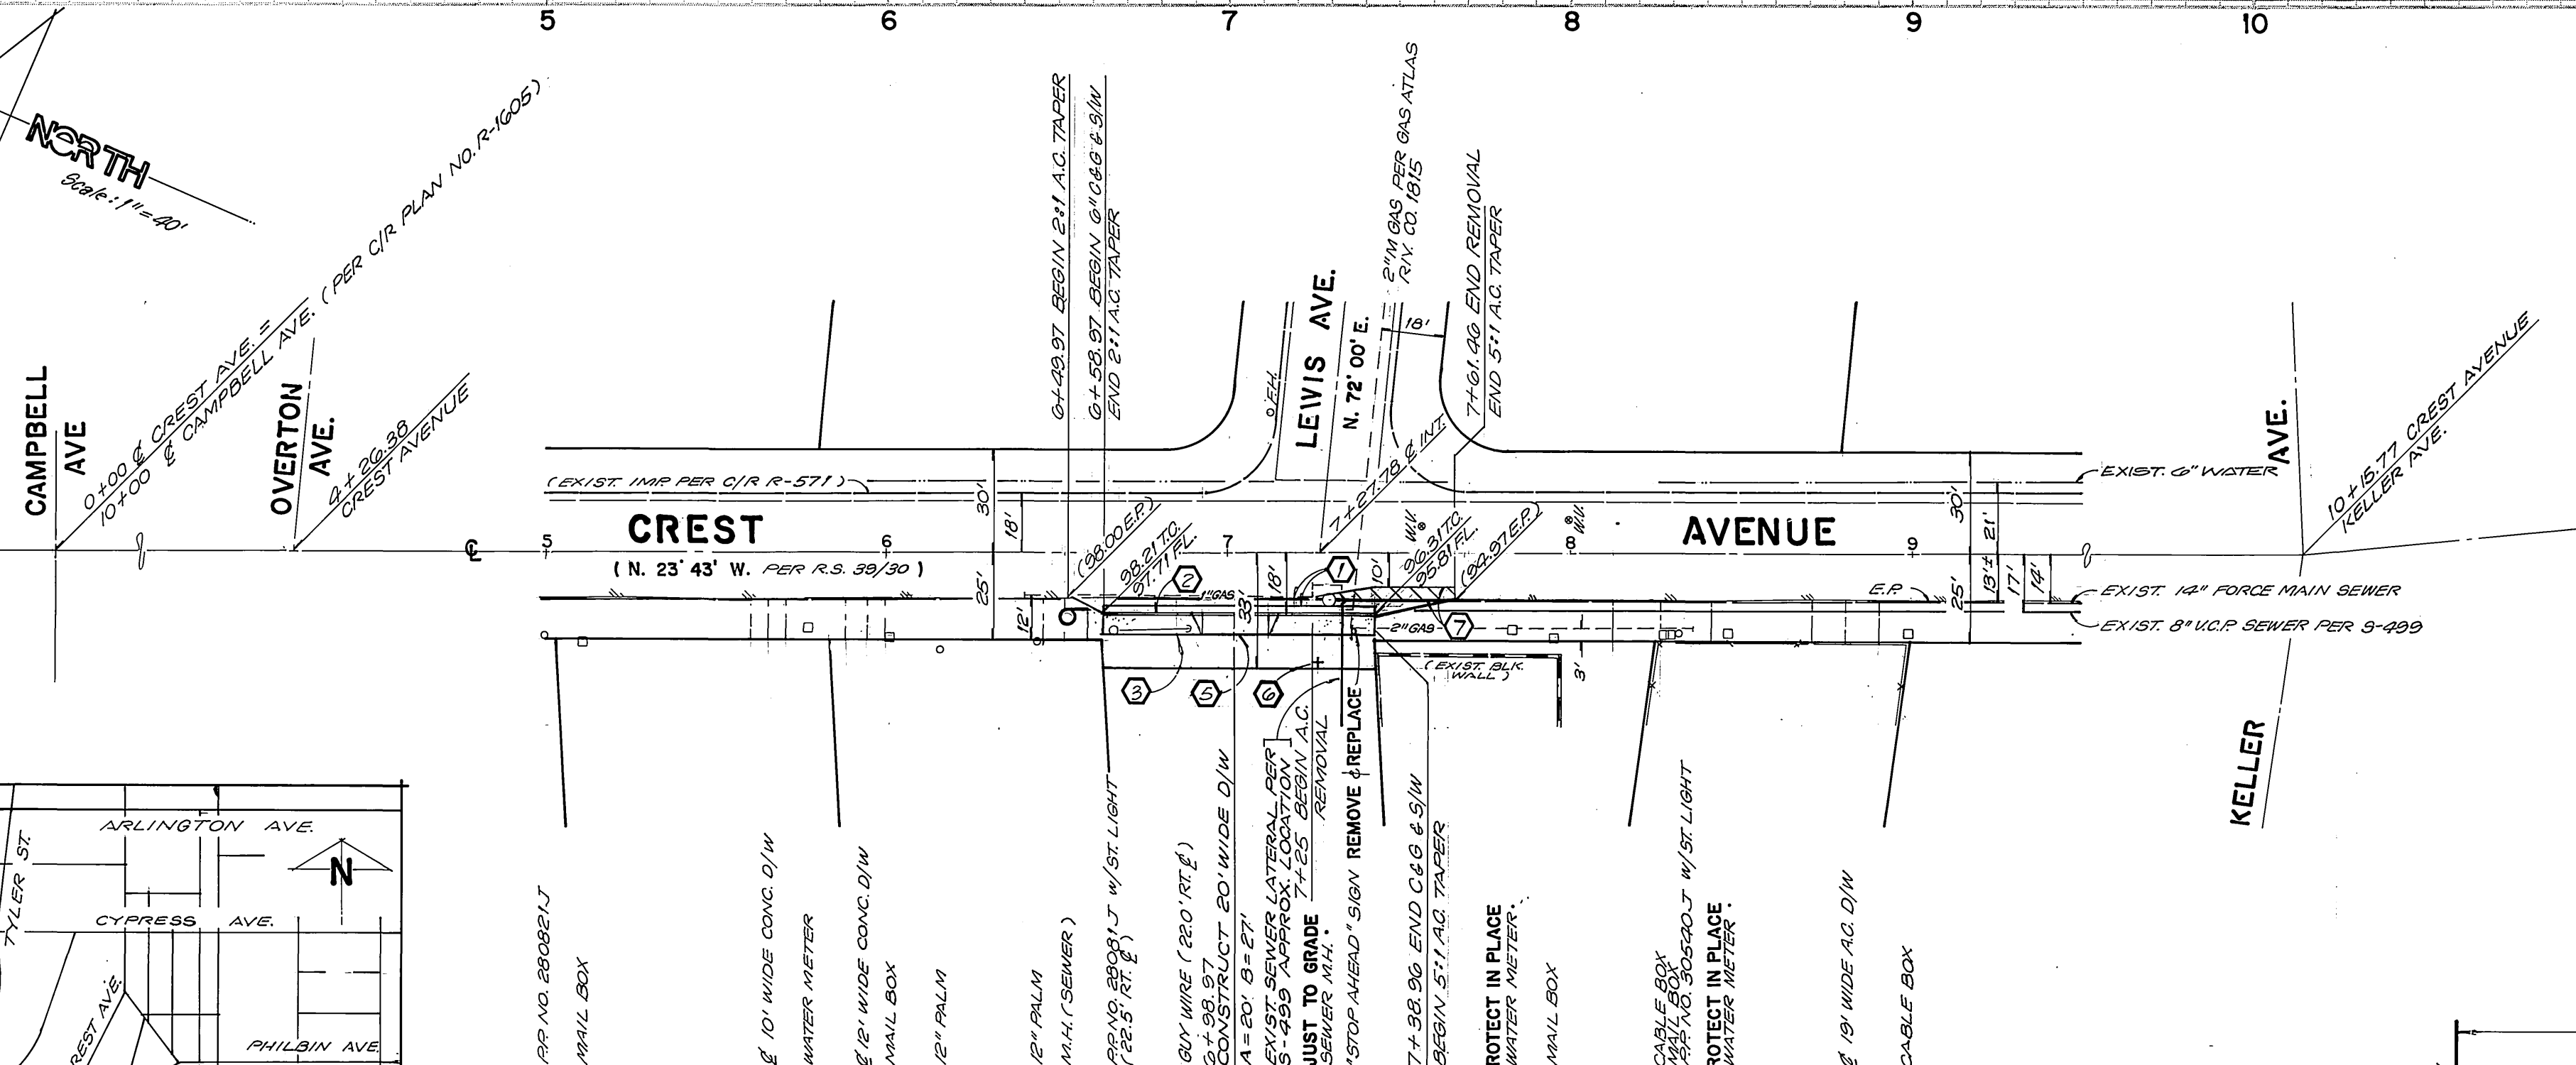 5 6 7 8 9 10
NORTH
Scale: 1" = 40'
CAMPBELL
AVE
0+00 ℄ CREST AVE. =
10+00 ℄ CAMPBELL AVE. (PER C/R PLAN NO. R-1605)
OVERTON
AVE.
4+26.38
CREST AVENUE
6+49.97 BEGIN 2:1 A.C. TAPER
6+58.97 BEGIN 6" C&G & S/W
END 2:1 A.C. TAPER
2" M GAS PER GAS ATLAS
RIV. CO. 1815
7+61.46 END REMOVAL
END 5:1 A.C. TAPER
18'
LEWIS AVE.
N. 72° 00' E.
F.H.
7+27.78 ℄ INT.
(EXIST. IMP. PER C/R R-571)
30'
18'
CREST
AVENUE
℄ 5 6 7 8 9
(N. 23° 43' W. PER R.S. 39/30)
25'
12'
(98.00 E.P.)
98.21 T.C.
97.71 FL.
2
1" GAS
33'
18'
1
10'
W.V.
96.31 T.C.
95.81 FL.
(94.97 E.P.)
W.V.
2" GAS
7
(EXIST. BLK.
WALL)
3'
E.P.
30'
21'
25'
13'±
17'
14'
EXIST. 6" WATER
EXIST. 14" FORCE MAIN SEWER
EXIST. 8" V.C.P. SEWER PER S-499
KELLER
AVE.
10+15.77 CREST AVENUE
KELLER AVE.
3
5
6
P.P. NO. 280821J
MAIL BOX
℄ 10' WIDE CONC. D/W
WATER METER
℄ 12' WIDE CONC. D/W
MAIL BOX
12" PALM
12" PALM
M.H. (SEWER)
P.P. NO. 28081J W/ST. LIGHT
(22.5' RT. ℄)
GUY WIRE (22.0' RT. ℄)
6+98.97
CONSTRUCT 20' WIDE D/W
A=20' B=27'
EXIST. SEWER LATERAL PER
S-499 APPROX. LOCATION
7+25 BEGIN A.C.
REMOVAL
JUST TO GRADE
SEWER M.H.
"STOP AHEAD" SIGN REMOVE & REPLACE
7+38.96 END C&G & S/W
BEGIN 5:1 A.C. TAPER
ROTECT IN PLACE
WATER METER
MAIL BOX
CABLE BOX
MAIL BOX
P.P. NO. 30540J W/ST. LIGHT
ROTECT IN PLACE
WATER METER
℄ 19' WIDE A.C. D/W
CABLE BOX
ARLINGTON AVE.
TYLER ST.
N
CYPRESS AVE.
REST AVE.
PHILBIN AVE.